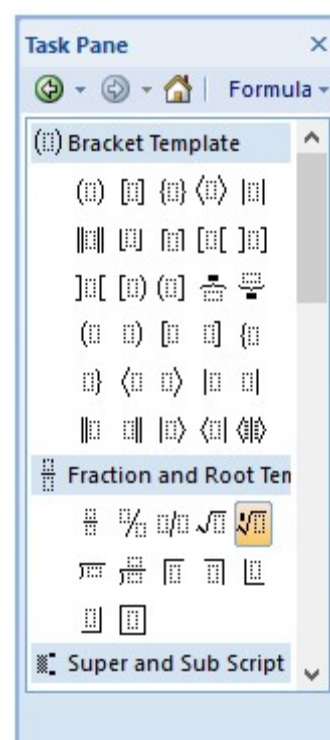 Task Pane
Formula
Bracket Template
Fraction and Root Ten
Super and Sub Script